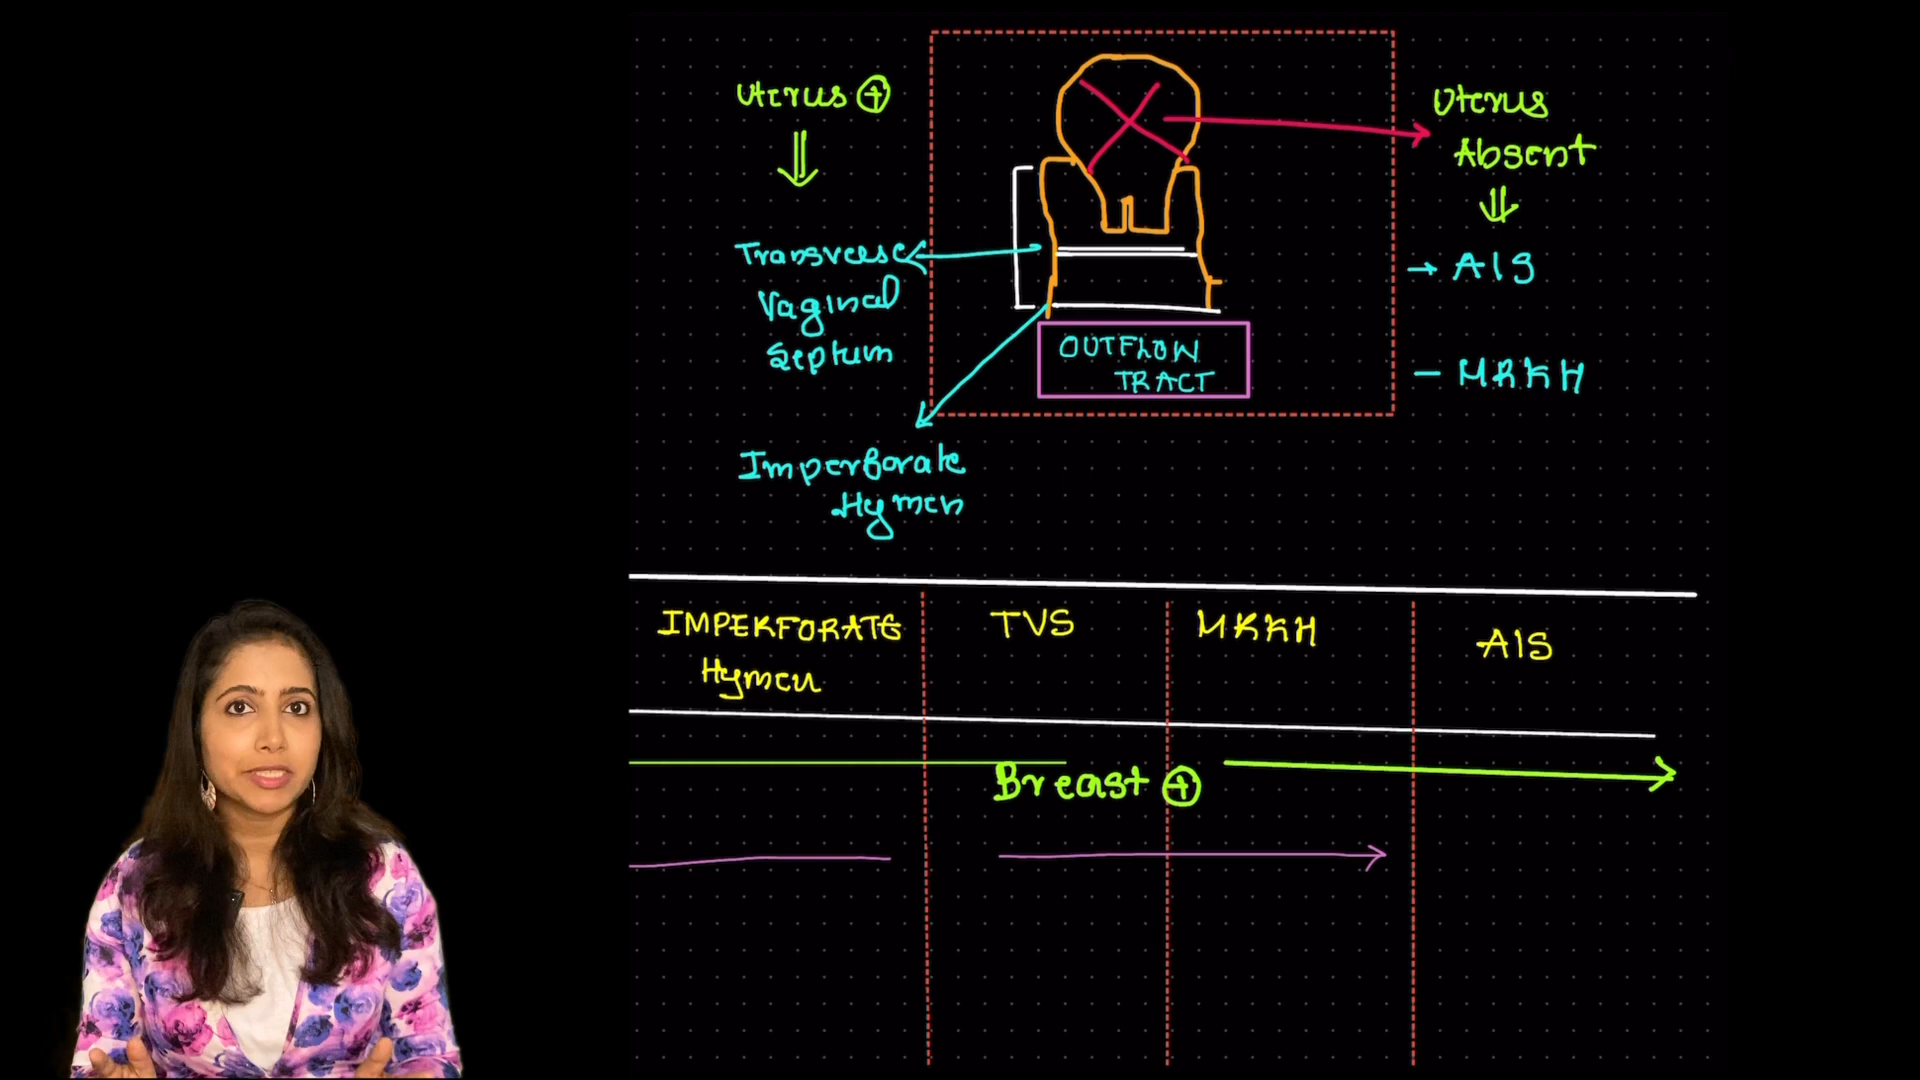 Uterus ⊕
⇓
Transverse
Vaginal
Septum
Imperforate
Hymen
OUTFLOW
TRACT
Uterus
Absent
⇓
→ AIS
- MRKH
IMPERFORATE
Hymen
TVS
MRKH
AIS
Breast ⊕